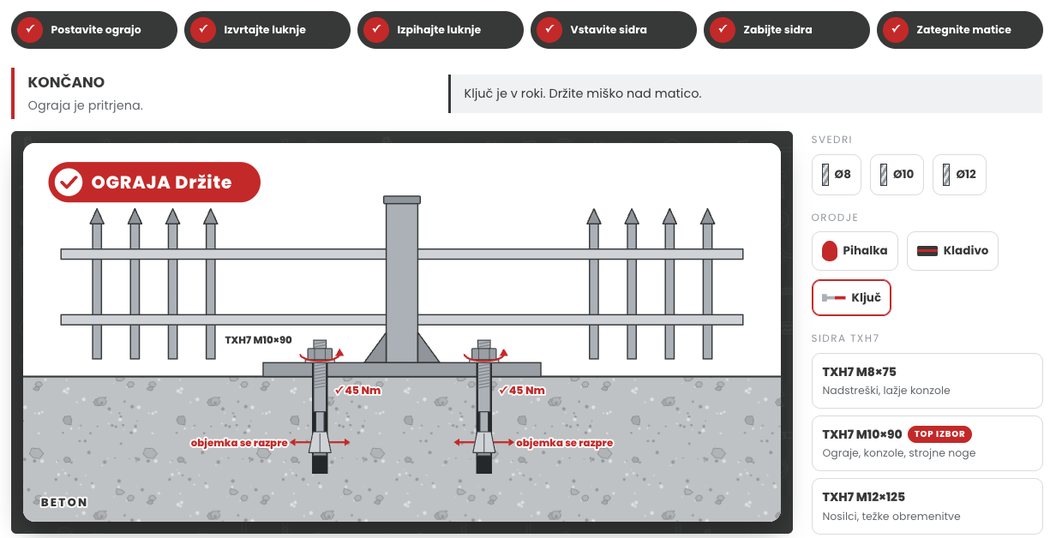 Postavite ograjo
Izvrtajte luknje
Izpihajte luknje
Vstavite sidra
Zabijte sidra
Zategnite matice
KONČANO
Ograja je pritrjena.
Ključ je v roki. Držite miško nad matico.
OGRAJA Držite
TXH7 M10×90
✓45 Nm
✓45 Nm
objemka se razpre
objemka se razpre
BETON
SVEDRI
Ø8
Ø10
Ø12
ORODJE
Pihalka
Kladivo
Ključ
SIDRA TXH7
TXH7 M8×75
Nadstreški, lažje konzole
TXH7 M10×90 TOP IZBOR
Ograje, konzole, strojne noge
TXH7 M12×125
Nosilci, težke obremenitve